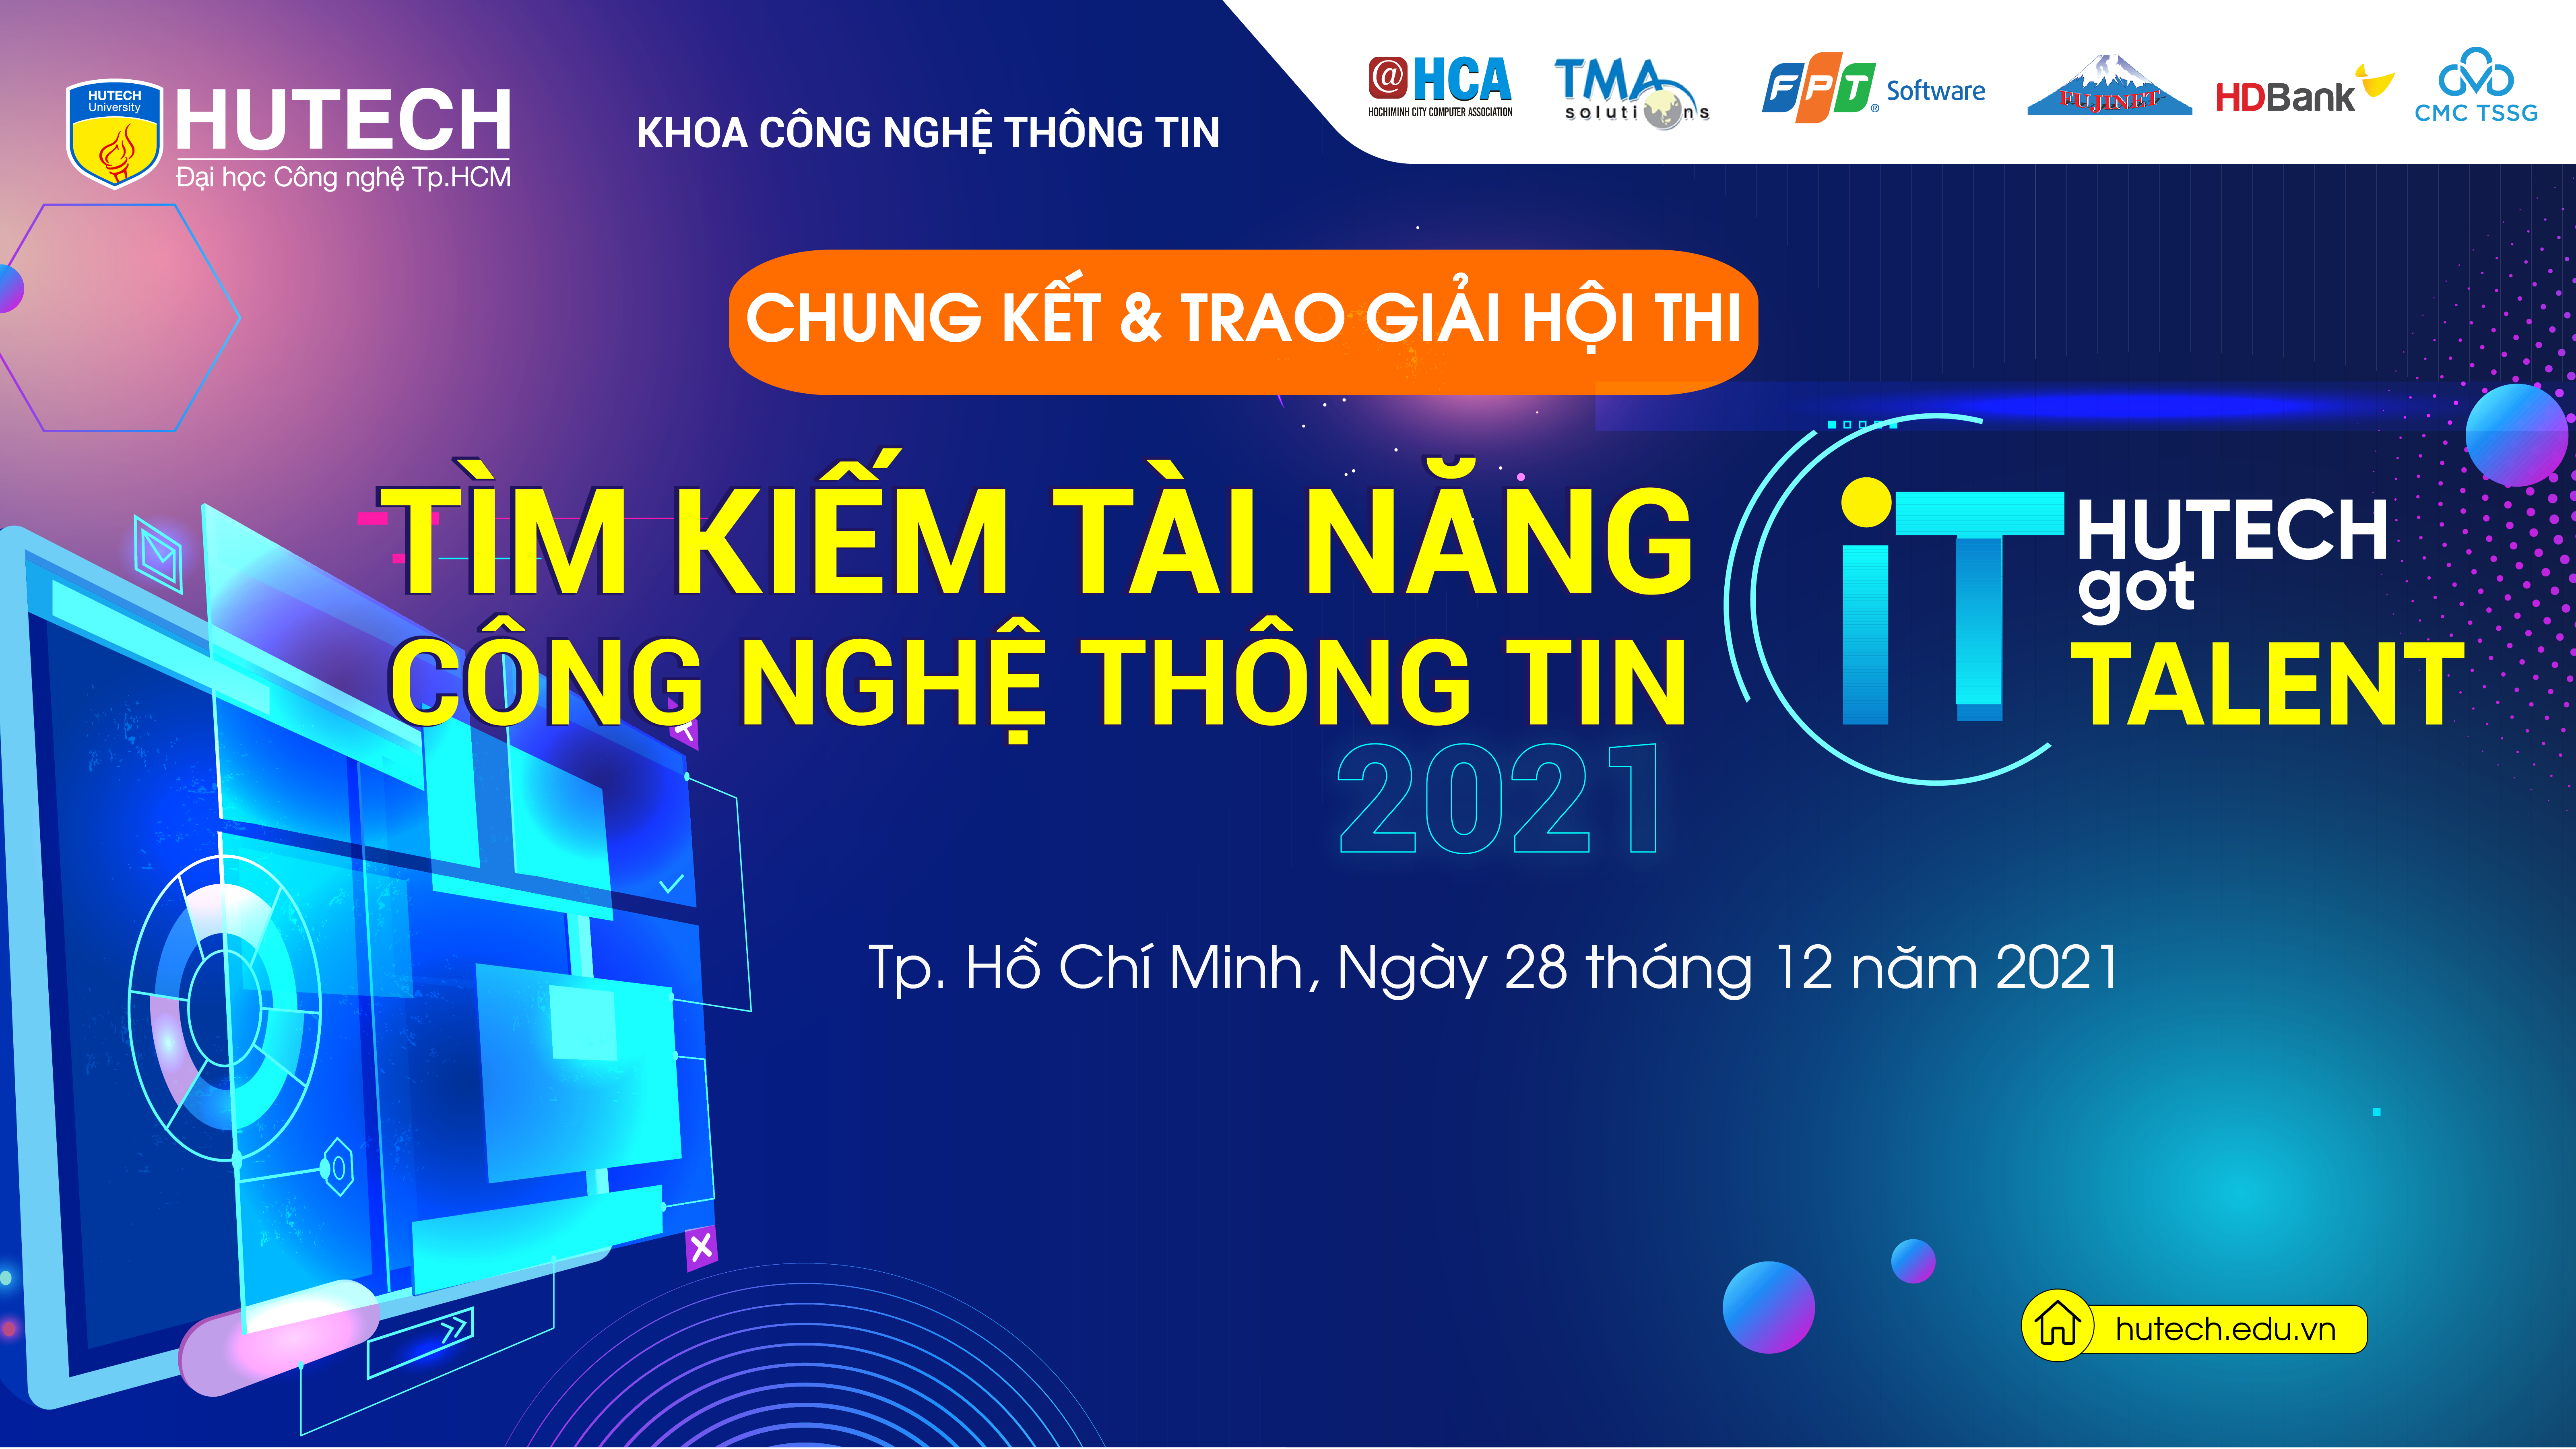 HUTECH
University
HUTECH
Đại học Công nghệ Tp.HCM
KHOA CÔNG NGHỆ THÔNG TIN
@HCA
HOCHIMINH CITY COMPUTER ASSOCIATION
TMA
solutions
FPT® Software
FUJINET
HDBank
CMC TSSG
CHUNG KẾT & TRAO GIẢI HỘI THI
TÌM KIẾM TÀI NĂNG
CÔNG NGHỆ THÔNG TIN
2021
iT
HUTECH
got
TALENT
Tp. Hồ Chí Minh, Ngày 28 tháng 12 năm 2021
hutech.edu.vn